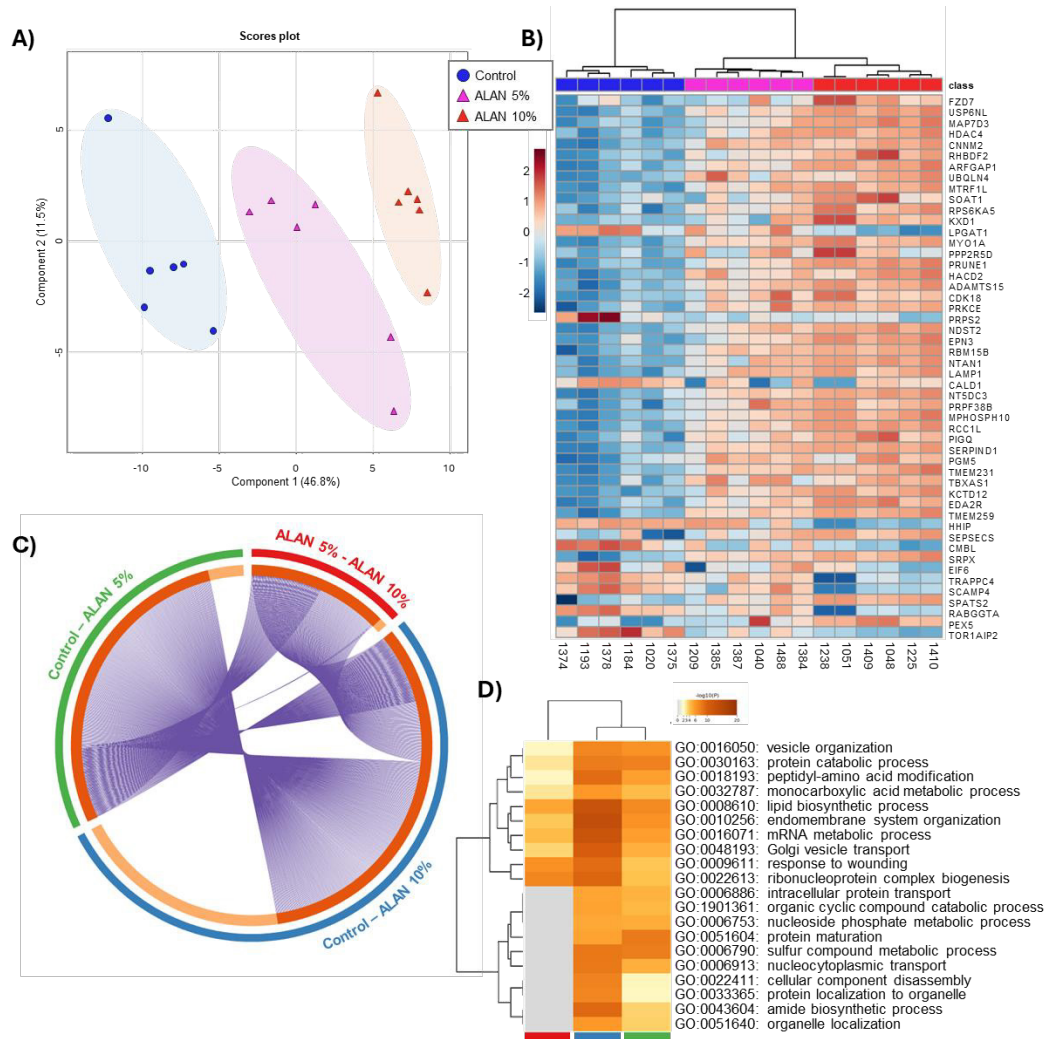 A)
Scores plot
Control
ALAN 5%
ALAN 10%
Component 2 (11.5%)
5
0
-5
-10
-5
0
5
10
Component 1 (46.8%)
B)
2
1
0
-1
-2
class
FZD7
USP6NL
MAP7D3
HDAC4
CNNM2
RHBDF2
ARFGAP1
UBQLN4
MTRF1L
SOAT1
RPS6KA5
KXD1
LPGAT1
MYO1A
PPP2R5D
PRUNE1
HACD2
ADAMTS15
CDK18
PRKCE
PRPS2
NDST2
EPN3
RBM15B
NTAN1
LAMP1
CALD1
NT5DC3
PRPF38B
MPHOSPH10
RCC1L
PIGQ
SERPIND1
PGM5
TMEM231
TBXAS1
KCTD12
EDA2R
TMEM259
HHIP
SEPSECS
CMBL
SRPX
EIF6
TRAPPC4
SCAMP4
SPATS2
RABGGTA
PEX5
TOR1AIP2
1374
1193
1378
1184
1020
1375
1209
1385
1387
1040
1488
1384
1238
1051
1409
1048
1225
1410
C)
Control – ALAN 5%
ALAN 5% - ALAN 10%
Control – ALAN 10%
D)
-log10(P)
GO:0016050: vesicle organization
GO:0030163: protein catabolic process
GO:0018193: peptidyl-amino acid modification
GO:0032787: monocarboxylic acid metabolic process
GO:0008610: lipid biosynthetic process
GO:0010256: endomembrane system organization
GO:0016071: mRNA metabolic process
GO:0048193: Golgi vesicle transport
GO:0009611: response to wounding
GO:0022613: ribonucleoprotein complex biogenesis
GO:0006886: intracellular protein transport
GO:1901361: organic cyclic compound catabolic process
GO:0006753: nucleoside phosphate metabolic process
GO:0051604: protein maturation
GO:0006790: sulfur compound metabolic process
GO:0006913: nucleocytoplasmic transport
GO:0022411: cellular component disassembly
GO:0033365: protein localization to organelle
GO:0043604: amide biosynthetic process
GO:0051640: organelle localization